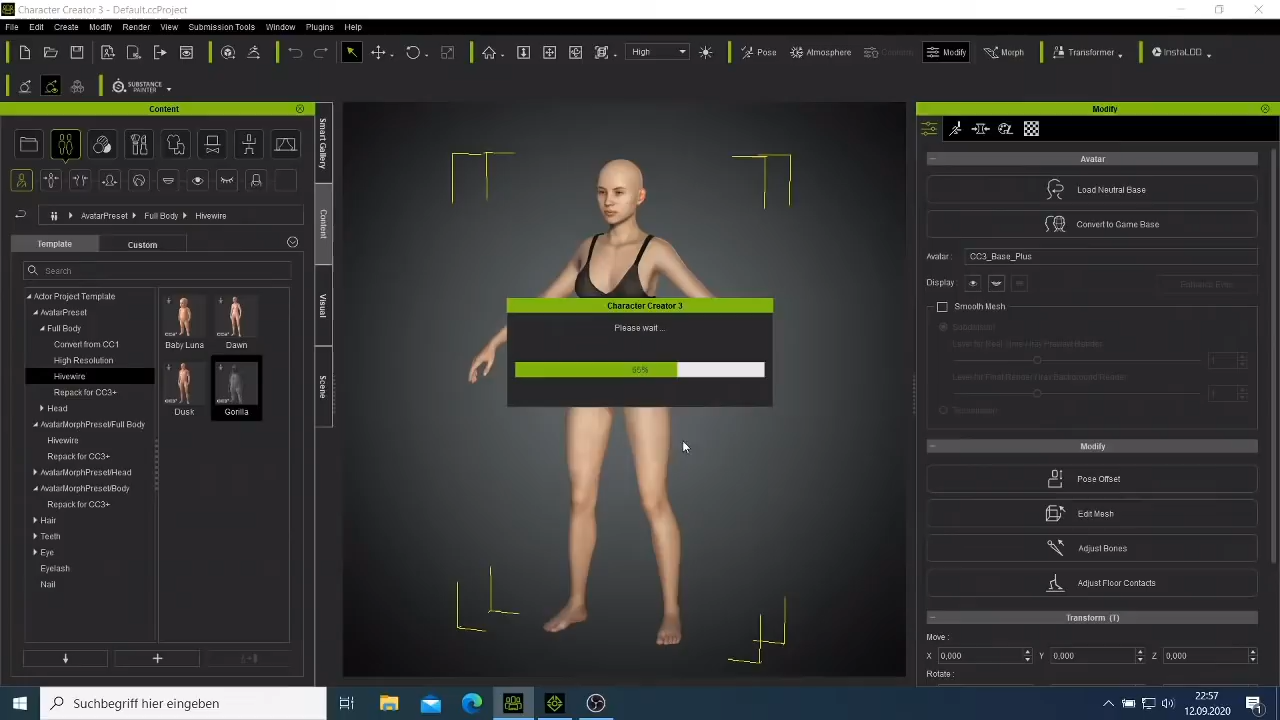 Character Creator 3 - Default.ccProject
File Edit Create Modify Render Submission Tools Window Plugins Help
High Pose Atmosphere Modify Morph Transformer InstaLOD
SUBSTANCE PAINTER
Content
Smart Gallery
Content
Visual
Scene
AvatarPreset Full Body Hivewire
Template Custom
Search
Actor Project Template
AvatarPreset
Full Body
Convert from CC1
High Resolution
Hivewire
Repack for CC3+
Head
AvatarMorphPreset/Full Body
Hivewire
Repack for CC3+
AvatarMorphPreset/Head
AvatarMorphPreset/Body
Repack for CC3+
Hair
Teeth
Eye
Eyelash
Nail
Baby Luna Dawn
Dusk Gorilla
Character Creator 3
Please wait ...
65%
Modify
Avatar
Load Neutral Base
Convert to Game Base
Avatar : CC3_Base_Plus
Display :
Smooth Mesh
Subdivision
1
1
Modify
Pose Offset
Edit Mesh
Adjust Bones
Adjust Floor Contacts
Transform (T)
Move :
X 0,000 Y 0,000 Z 0,000
Rotate :
Suchbegriff hier eingeben
22:57
12.09.2020